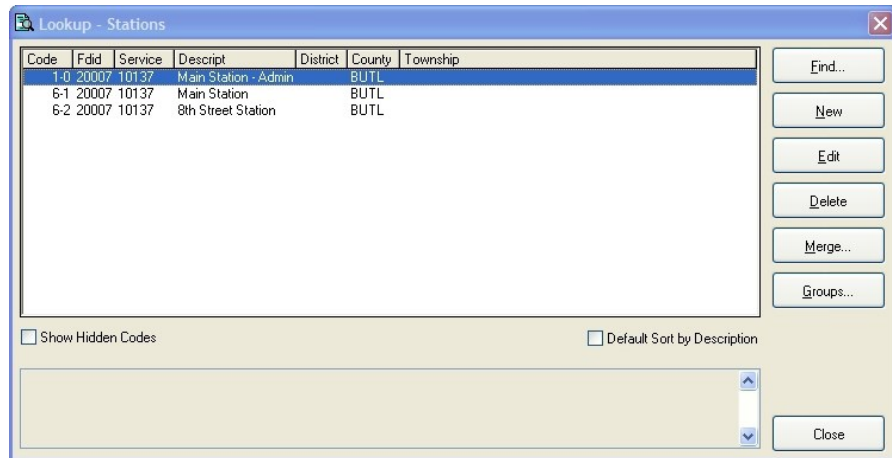 Lookup - Stations
Code Fdid Service Descript District County Township
1-0 20007 10137 Main Station - Admin BUTL
6-1 20007 10137 Main Station BUTL
6-2 20007 10137 8th Street Station BUTL
Find...
New
Edit
Delete
Merge...
Groups...
Show Hidden Codes Default Sort by Description
Close